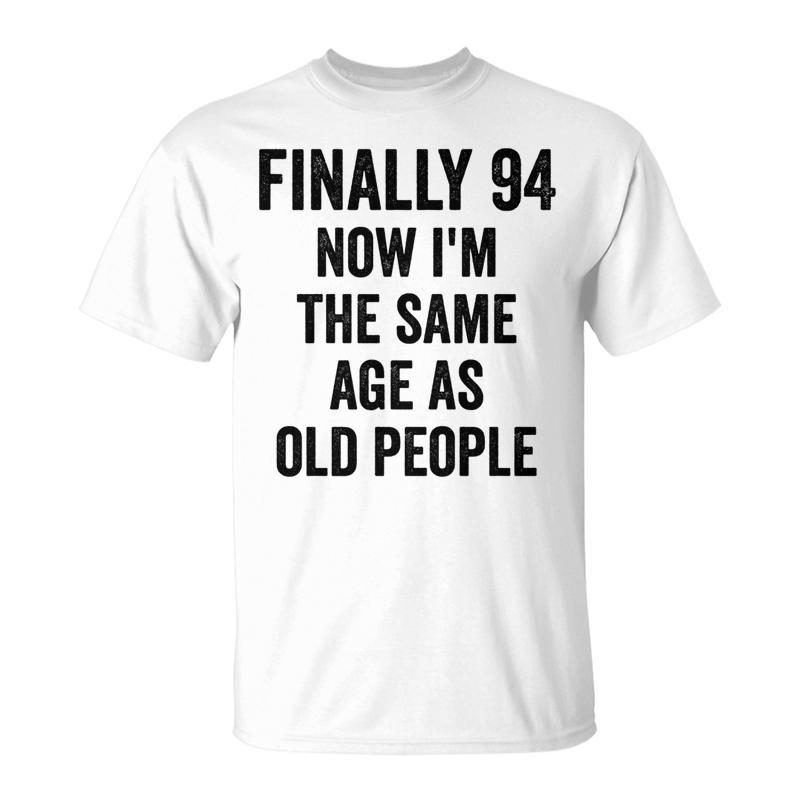 FINALLY 94
NOW I'M
THE SAME
AGE AS
OLD PEOPLE